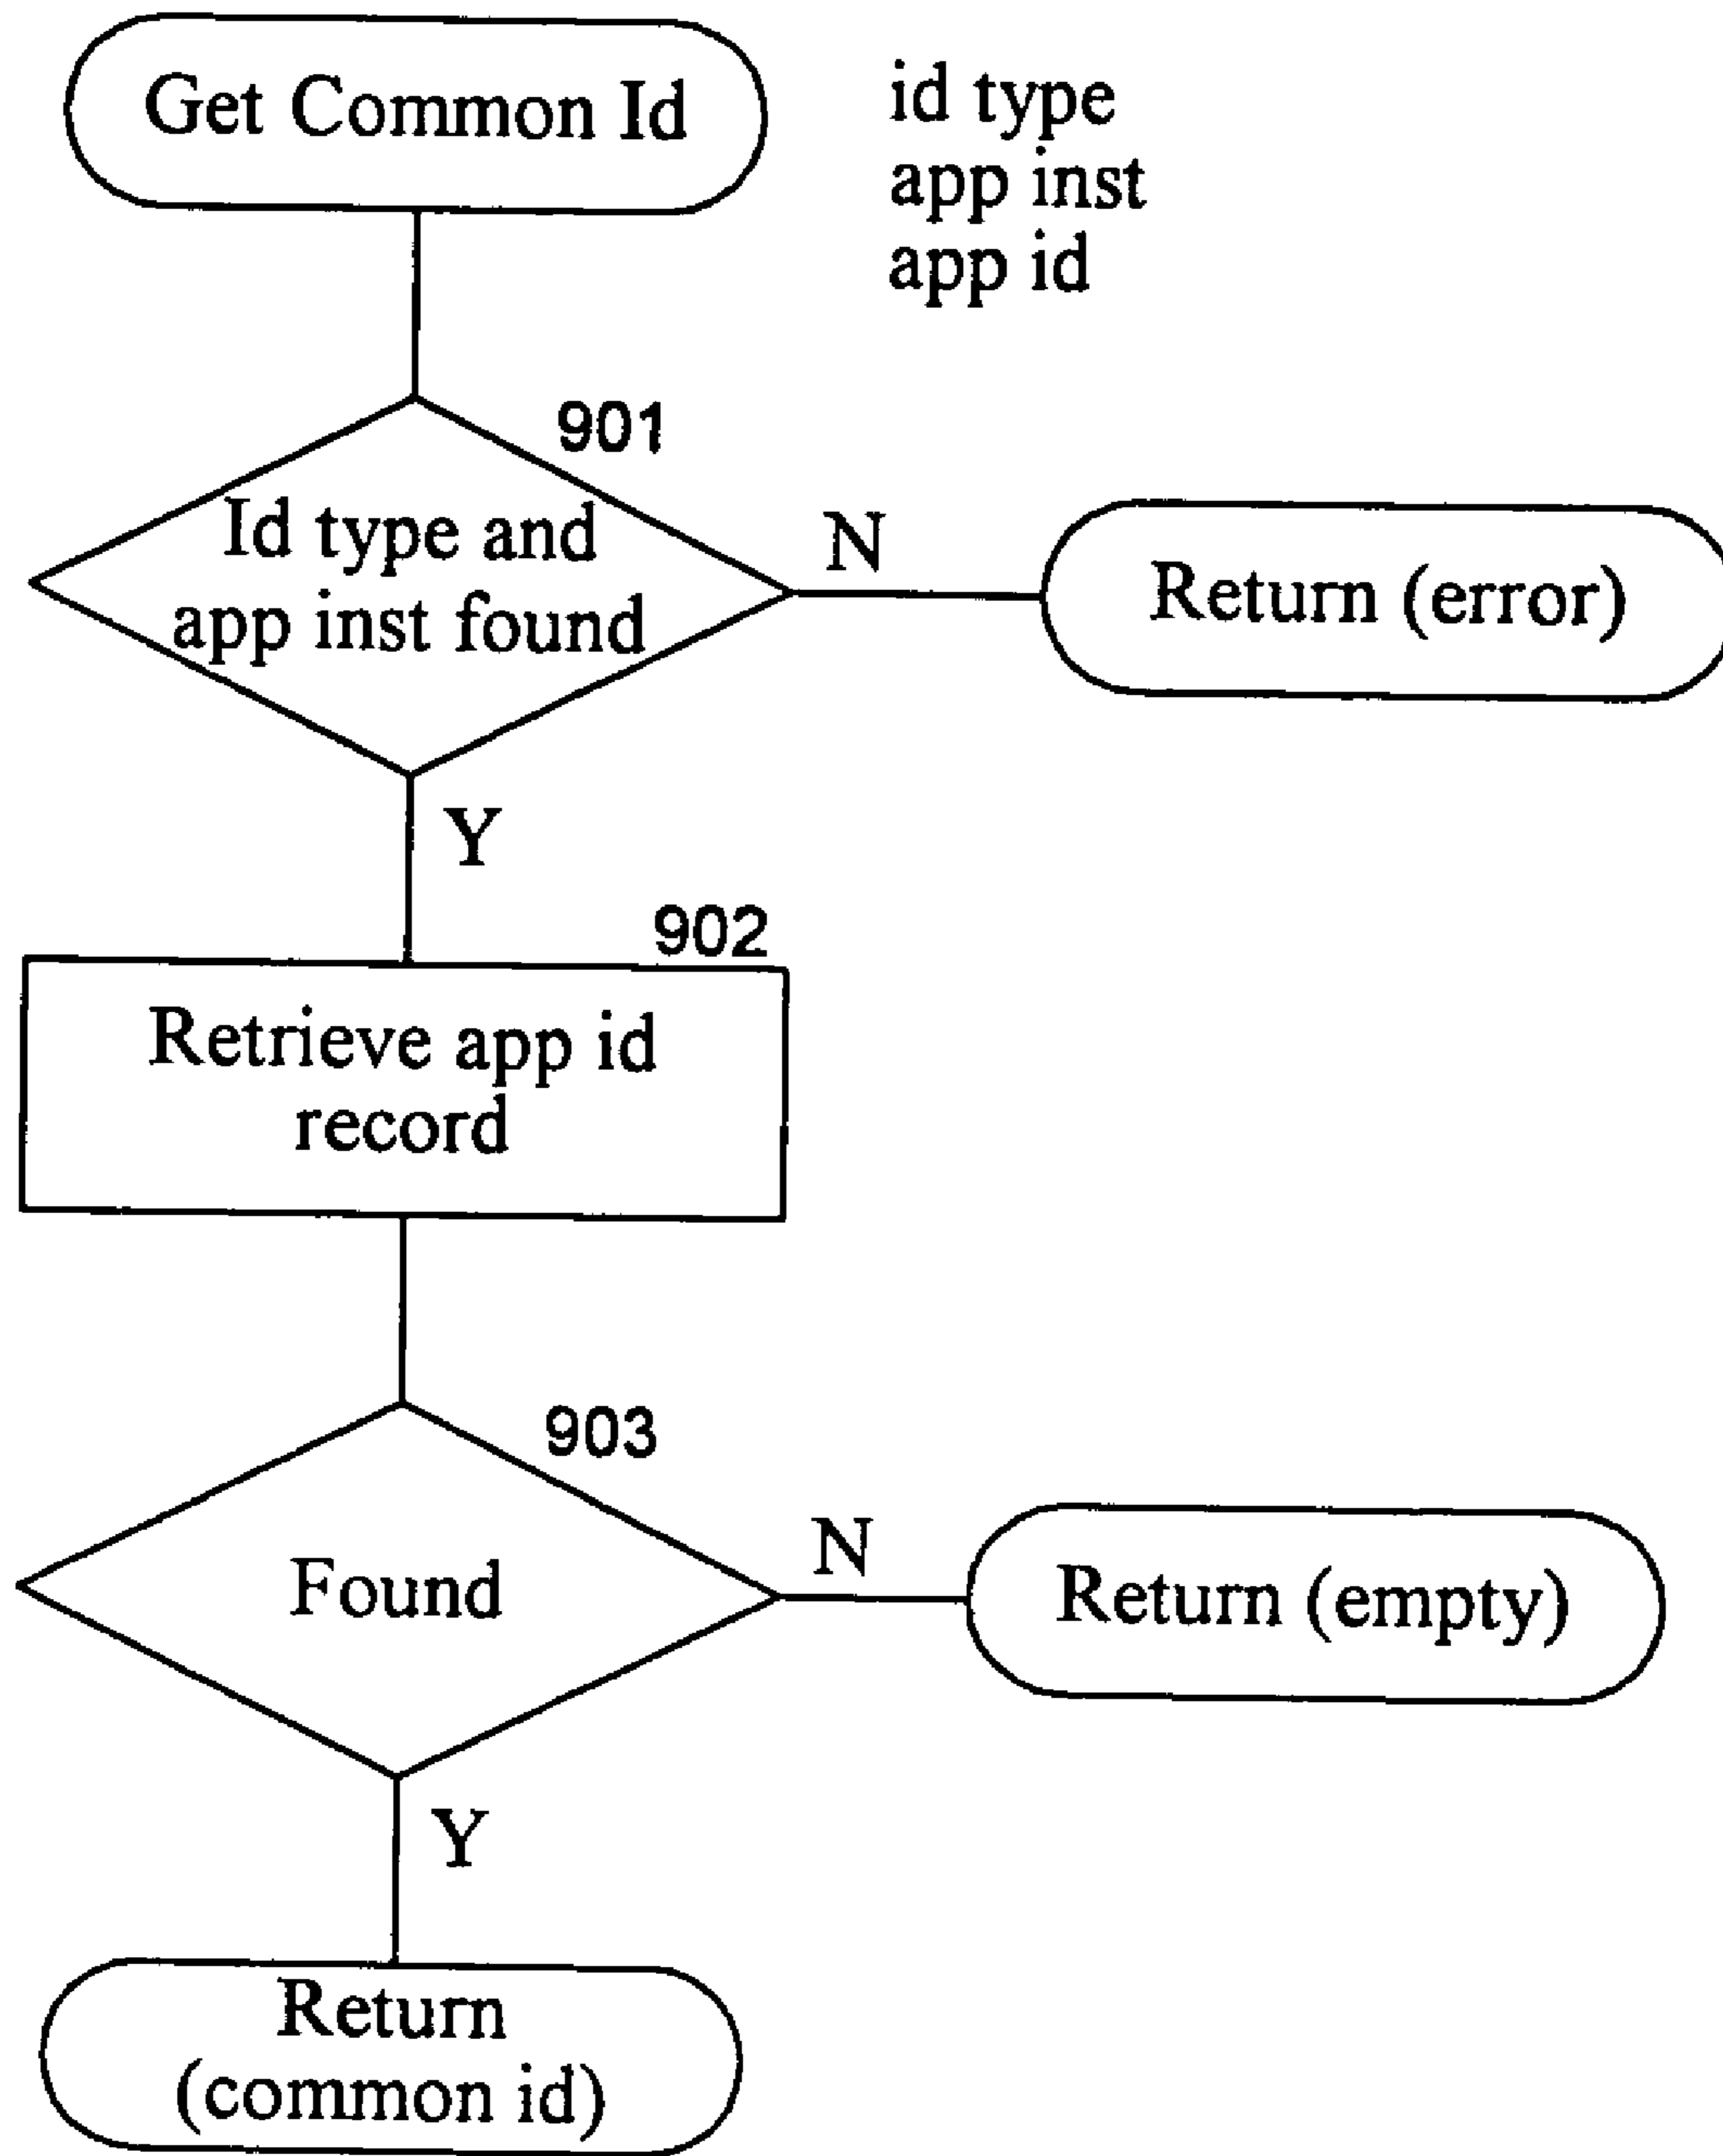 Get Common Id
id type
app inst
app id
901
Id type and
app inst found
N
Return (error)
Y
902
Retrieve app id
record
903
Found
N
Return (empty)
Y
Return
(common id)